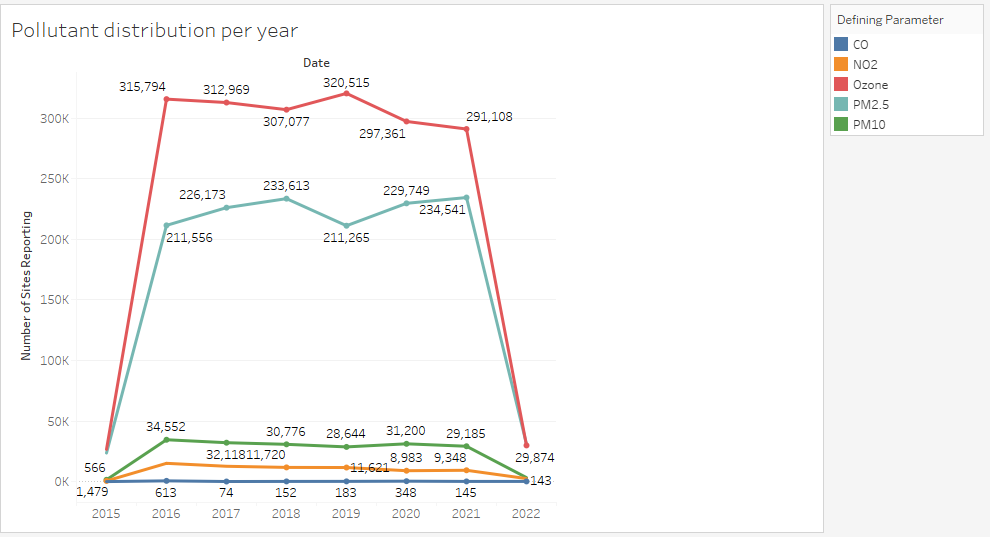 Pollutant distribution per year
Date
Number of Sites Reporting
300K
250K
200K
150K
100K
50K
0K
315,794
312,969
307,077
320,515
297,361
291,108
226,173
233,613
229,749
234,541
211,556
211,265
34,552
32,118
30,776
28,644
31,200
29,185
11,720
11,621
8,983
9,348
29,874
566
1,479
613
74
152
183
348
145
143
2015 2016 2017 2018 2019 2020 2021 2022
Defining Parameter
CO
NO2
Ozone
PM2.5
PM10